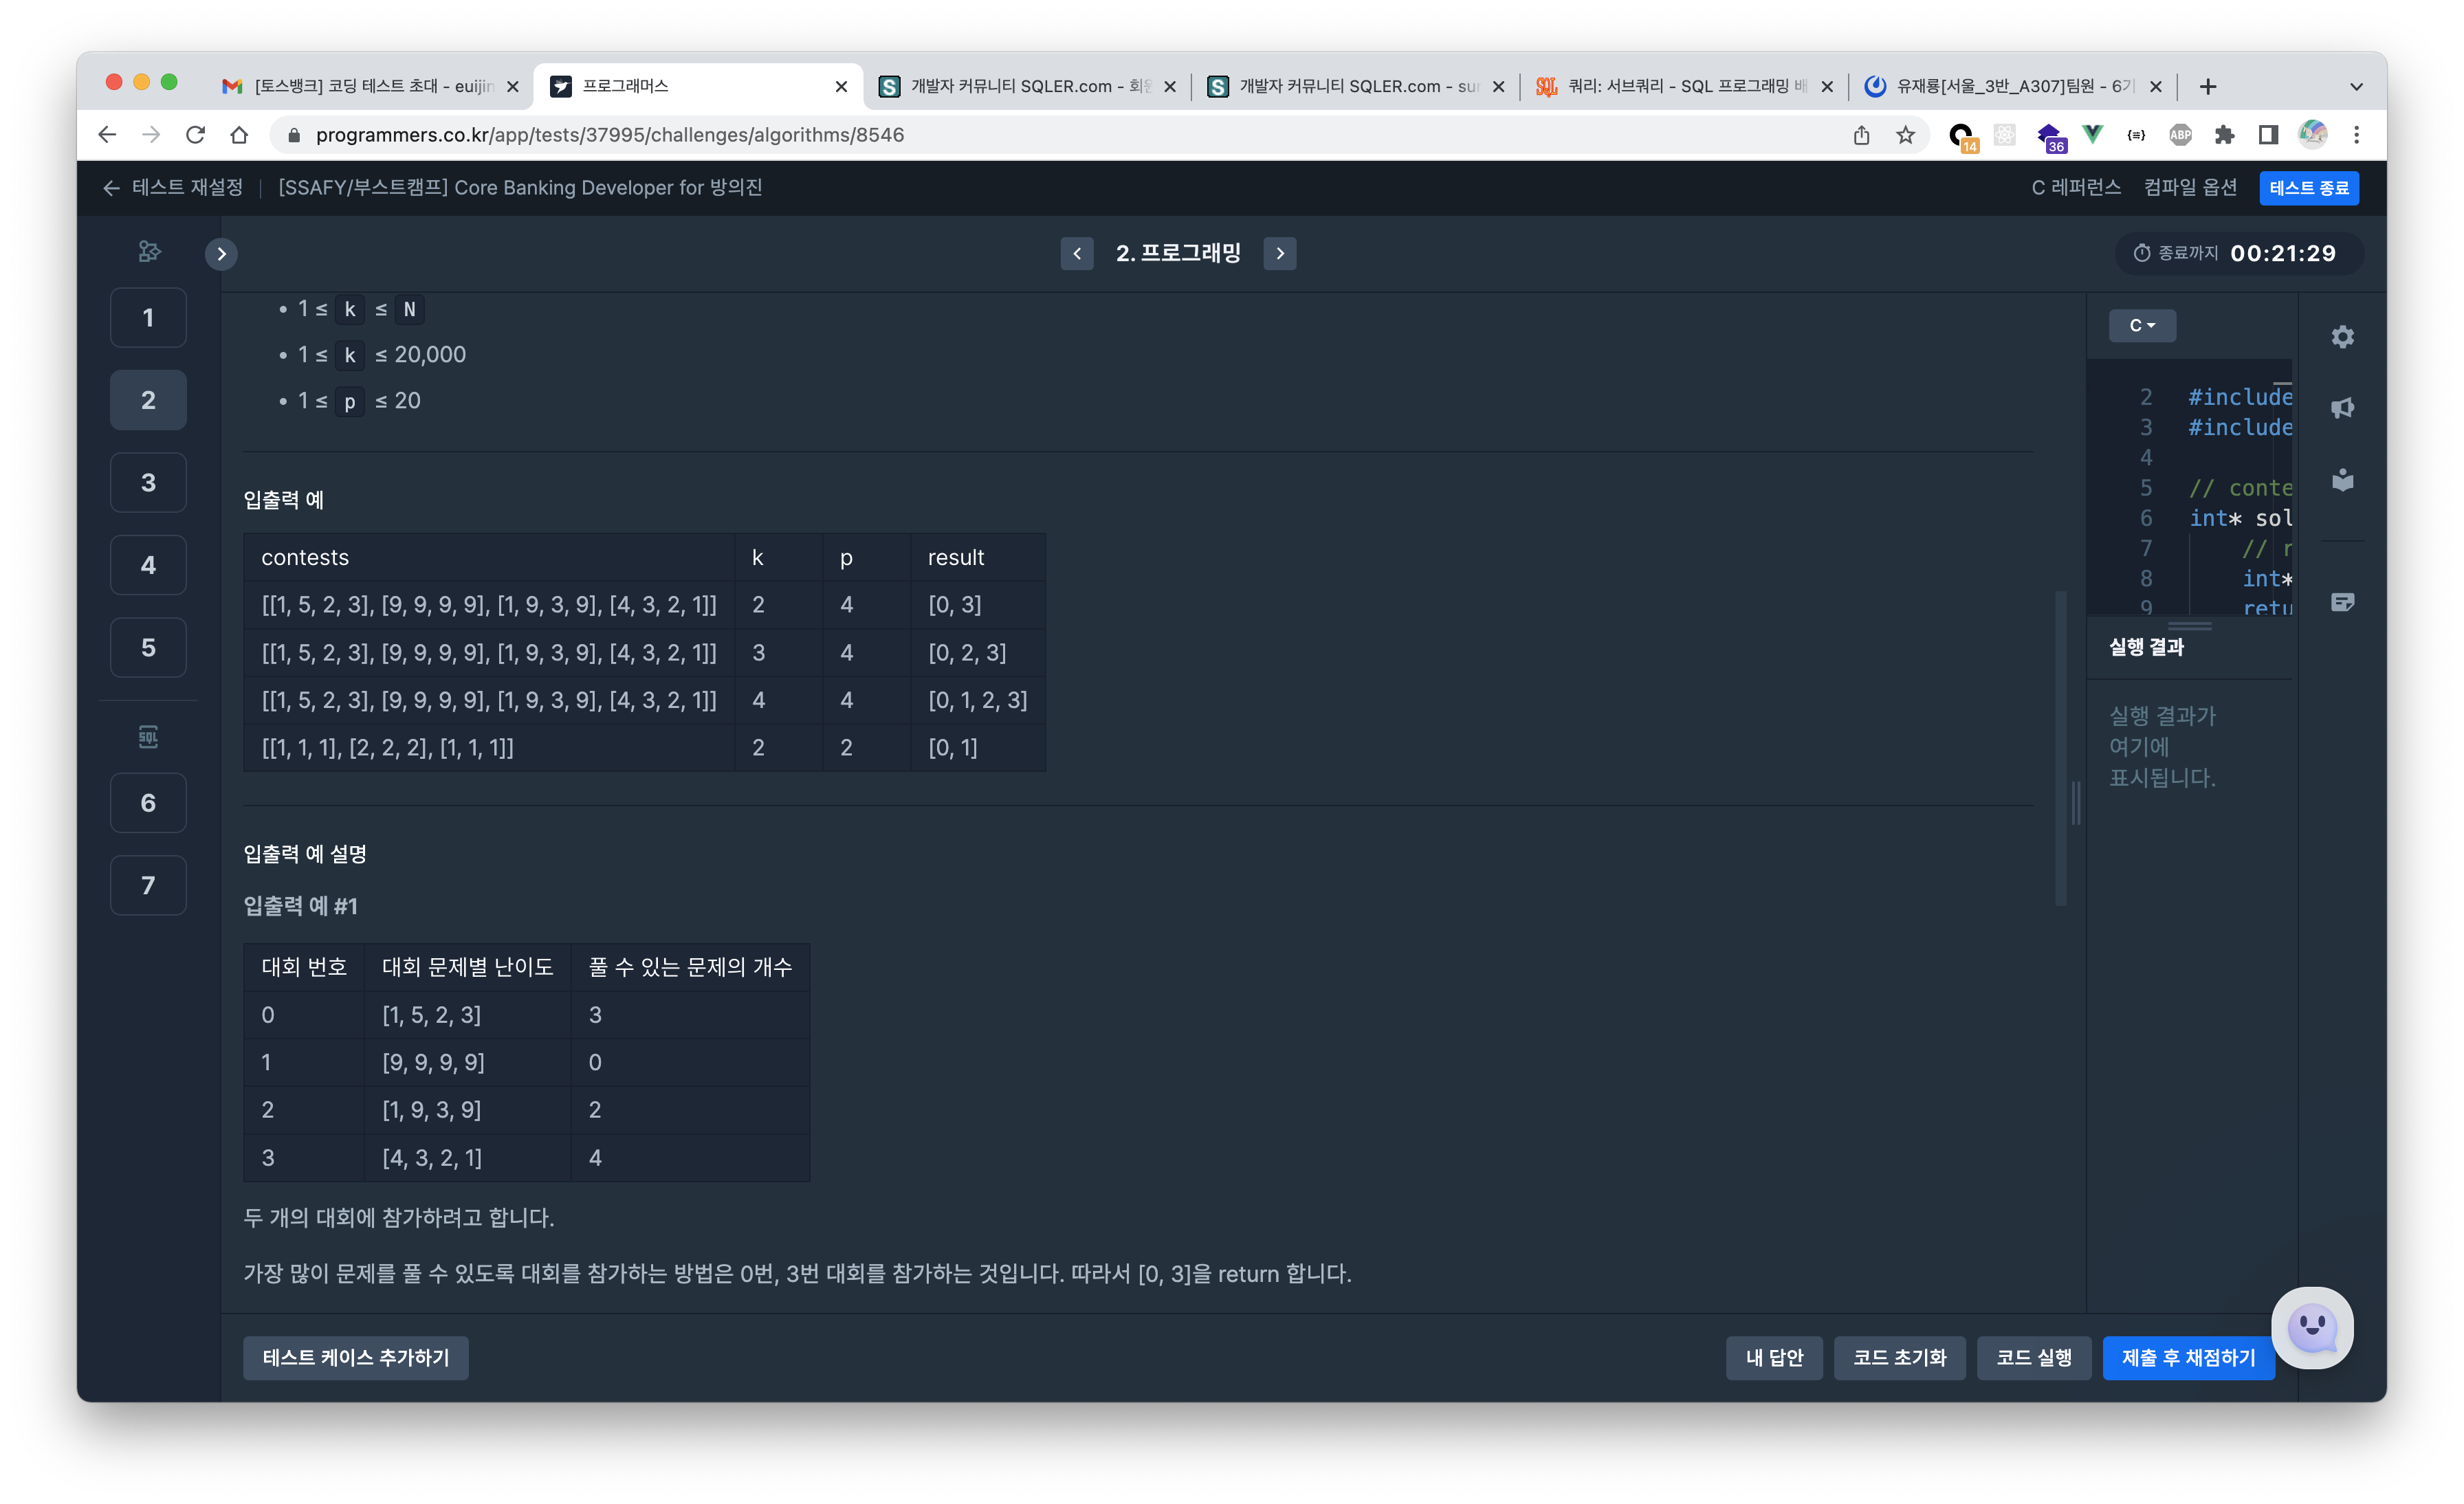 [토스뱅크] 코딩 테스트 초대 - euijin
프로그래머스
개발자 커뮤니티 SQLER.com - 회원
개발자 커뮤니티 SQLER.com - sur
쿼리: 서브쿼리 - SQL 프로그래밍 배
유재룡[서울_3반_A307]팀원 - 6기
programmers.co.kr/app/tests/37995/challenges/algorithms/8546
14
36
ABP
테스트 재설정
[SSAFY/부스트캠프] Core Banking Developer for 방의진
C 레퍼런스
컴파일 옵션
테스트 종료
2. 프로그래밍
종료까지 00:21:29
1
2
3
4
5
SQL
6
7
• 1 ≤ k ≤ N
• 1 ≤ k ≤ 20,000
• 1 ≤ p ≤ 20
입출력 예
contests k p result
[[1, 5, 2, 3], [9, 9, 9, 9], [1, 9, 3, 9], [4, 3, 2, 1]] 2 4 [0, 3]
[[1, 5, 2, 3], [9, 9, 9, 9], [1, 9, 3, 9], [4, 3, 2, 1]] 3 4 [0, 2, 3]
[[1, 5, 2, 3], [9, 9, 9, 9], [1, 9, 3, 9], [4, 3, 2, 1]] 4 4 [0, 1, 2, 3]
[[1, 1, 1], [2, 2, 2], [1, 1, 1]] 2 2 [0, 1]
입출력 예 설명
입출력 예 #1
대회 번호 대회 문제별 난이도 풀 수 있는 문제의 개수
0 [1, 5, 2, 3] 3
1 [9, 9, 9, 9] 0
2 [1, 9, 3, 9] 2
3 [4, 3, 2, 1] 4
두 개의 대회에 참가하려고 합니다.
가장 많이 문제를 풀 수 있도록 대회를 참가하는 방법은 0번, 3번 대회를 참가하는 것입니다. 따라서 [0, 3]을 return 합니다.
C
2 #include
3 #include
4
5 // conte
6 int* sol
7 // r
8 int*
9 retu
실행 결과
실행 결과가
여기에
표시됩니다.
테스트 케이스 추가하기
내 답안
코드 초기화
코드 실행
제출 후 채점하기